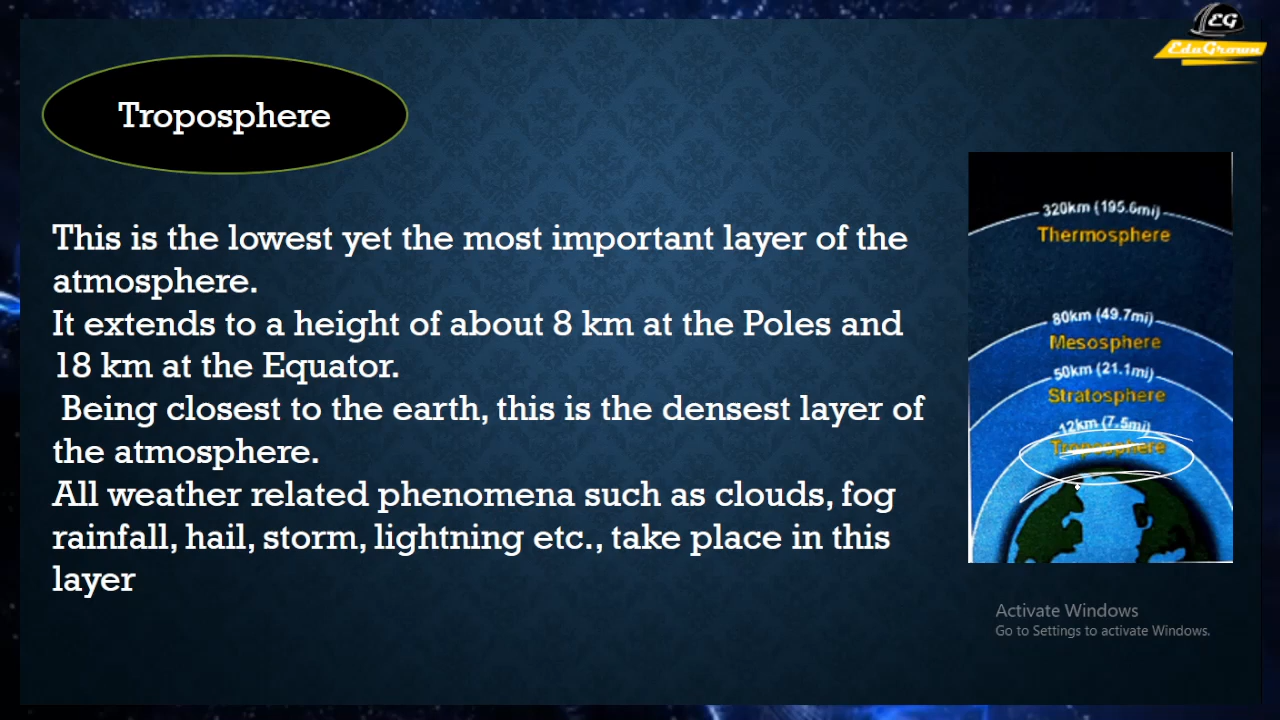 EG
EduGrown
Troposphere
This is the lowest yet the most important layer of the
atmosphere.
It extends to a height of about 8 km at the Poles and
18 km at the Equator.
Being closest to the earth, this is the densest layer of
the atmosphere.
All weather related phenomena such as clouds, fog
rainfall, hail, storm, lightning etc., take place in this
layer
320km (195.6mi)
Thermosphere
80km (49.7mi)
Mesosphere
50km (21.1mi)
Stratosphere
12km (7.5mi)
Troposphere
Activate Windows
Go to Settings to activate Windows.